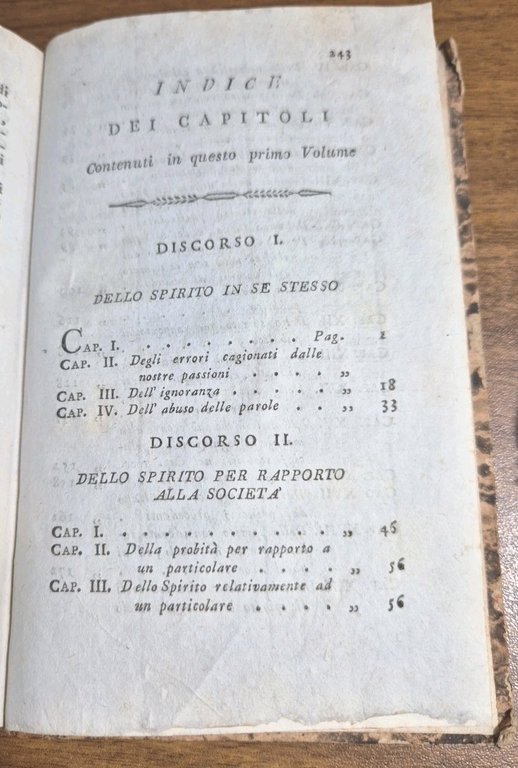 243
INDICE
DEI CAPITOLI
Contenuti in questo primo Volume
DISCORSO I.
DELLO SPIRITO IN SE STESSO
CAP. I. . . . . . . . . Pag. 1
CAP. II. Degli errori cagionati dalle
nostre passioni . . . . „
CAP. III. Dell'ignoranza . . . . . „ 18
CAP. IV. Dell'abuso delle parole . . „ 33
DISCORSO II.
DELLO SPIRITO PER RAPPORTO
ALLA SOCIETA'
CAP. I. . . . . . . . . . . „ 46
CAP. II. Della probità per rapporto a
un particolare . . . . „ 56
CAP. III. Dello Spirito relativamente ad
un particolare . . . . „ 56